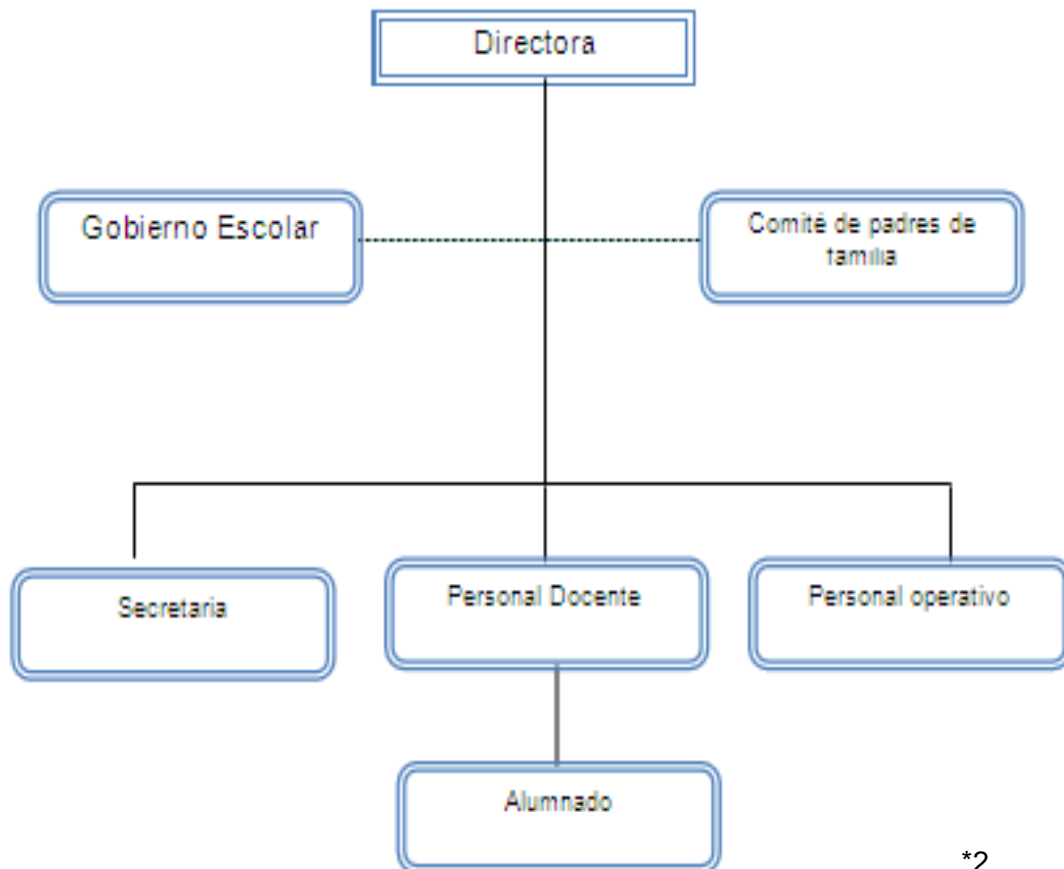 Directora
Gobierno Escolar
Comité de padres de
familia
Secretaria
Personal Docente
Personal operativo
Alumnado
*2